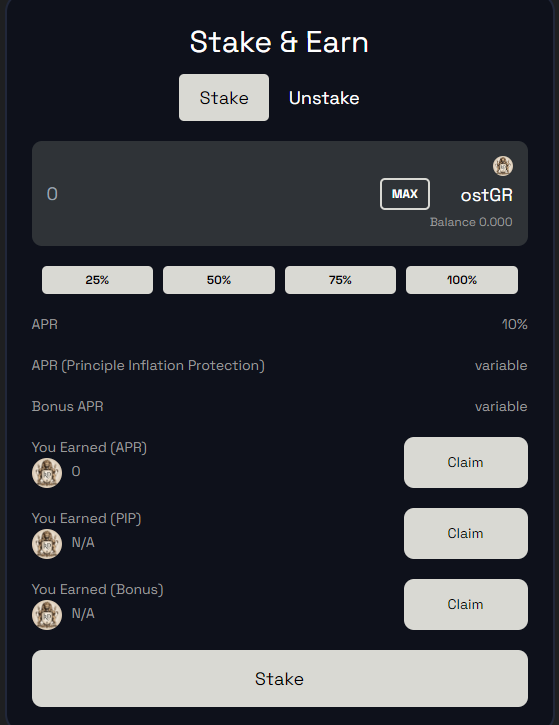 Stake & Earn
Stake Unstake
0 MAX ostGR
Balance 0.000
25% 50% 75% 100%
APR 10%
APR (Principle Inflation Protection) variable
Bonus APR variable
You Earned (APR)
0 Claim
You Earned (PIP)
N/A Claim
You Earned (Bonus)
N/A Claim
Stake